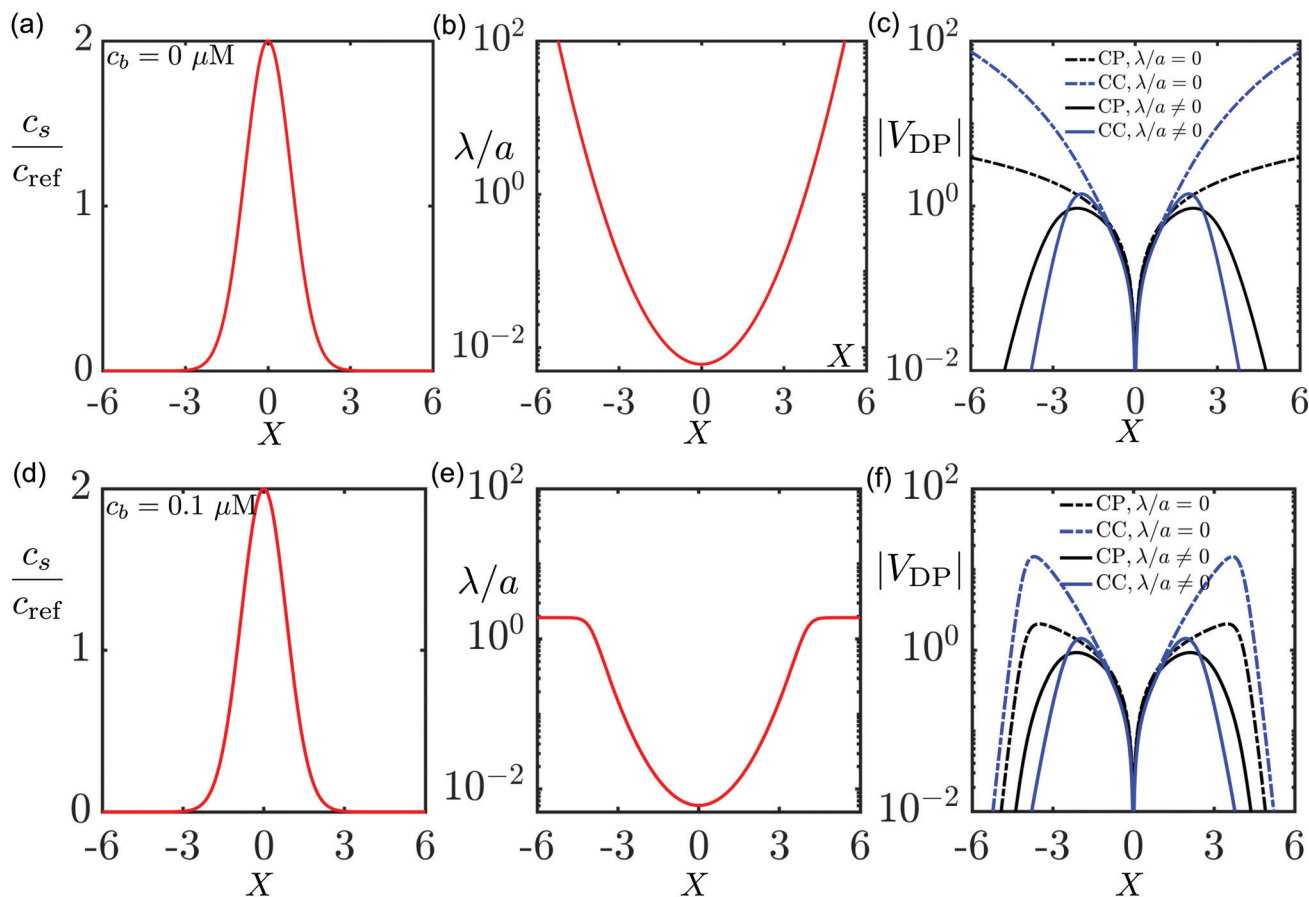 (a)
2
1
0
c_b = 0 μM
c_s
c_ref
-6 -3 0 3 6
X
(b)
10^2
10^0
10^-2
λ/a
X
-6 -3 0 3 6
X
(c)
10^2
10^0
10^-2
|V_DP|
CP, λ/a = 0
CC, λ/a = 0
CP, λ/a ≠ 0
CC, λ/a ≠ 0
-6 -3 0 3 6
X
(d)
2
1
0
c_b = 0.1 μM
c_s
c_ref
-6 -3 0 3 6
X
(e)
10^2
10^0
10^-2
λ/a
-6 -3 0 3 6
X
(f)
10^2
10^0
10^-2
|V_DP|
CP, λ/a = 0
CC, λ/a = 0
CP, λ/a ≠ 0
CC, λ/a ≠ 0
-6 -3 0 3 6
X